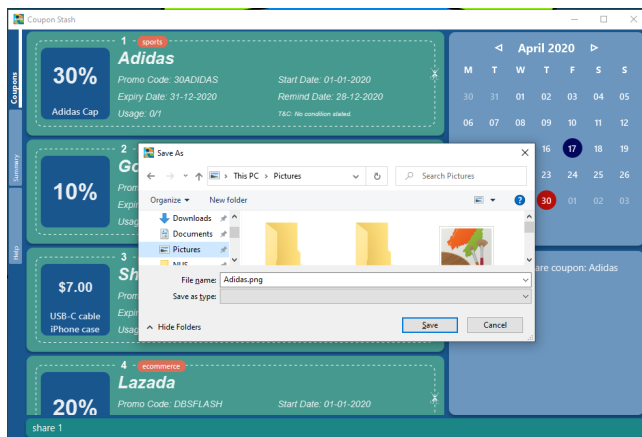 Coupon Stash
Coupons
Summary
Help
1 - sports
Adidas
30%
Adidas Cap
Promo Code: 30ADIDAS
Start Date: 01-01-2020
Expiry Date: 31-12-2020
Remind Date: 28-12-2020
Usage: 0/1
T&C: No condition stated.
2 -
10%
3 -
$7.00
USB-C cable
iPhone case
4 - ecommerce
Lazada
20%
Promo Code: DBSFLASH
Start Date: 01-01-2020
April 2020
M T W T F S S
30 31 01 02 03 04 05
06 07 08 09 10 11 12
16 17 18 19
23 24 25 26
30 01 02 03
are coupon: Adidas
Save As
This PC > Pictures
Search Pictures
Organize
New folder
Downloads
Documents
Pictures
File name: Adidas.png
Save as type:
Hide Folders
Save
Cancel
share 1